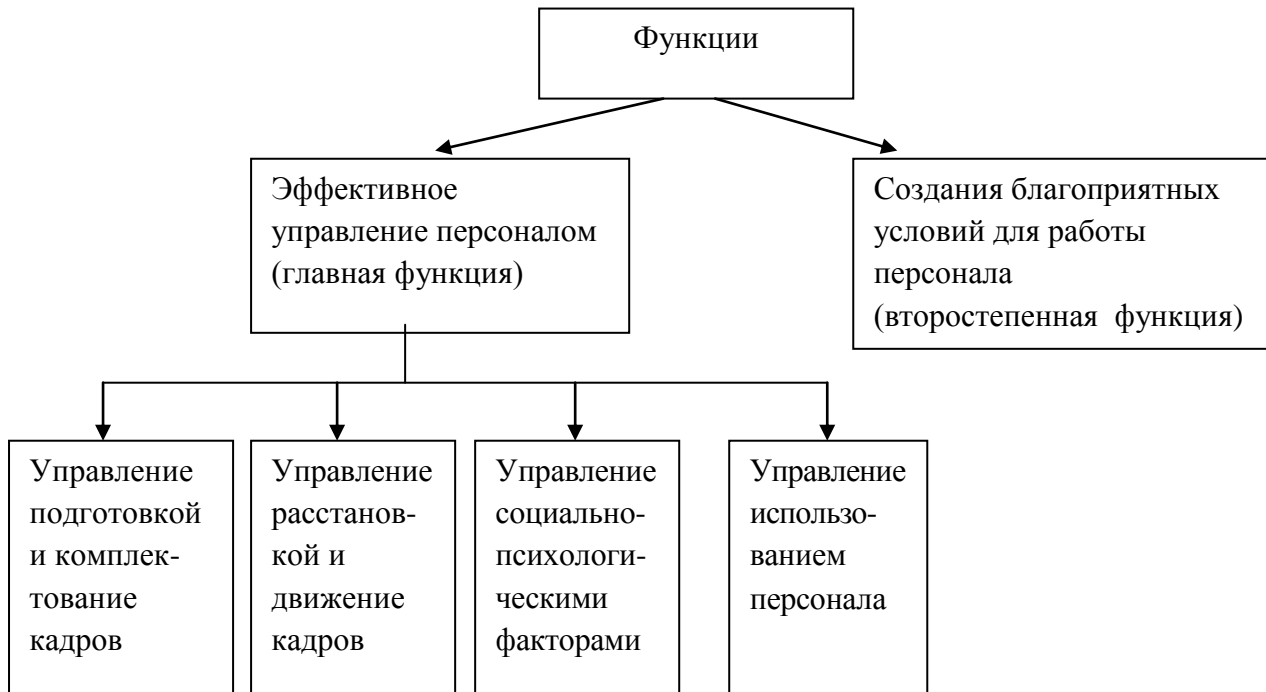 Функции
Эффективное
управление персоналом
(главная функция)
Создания благоприятных
условий для работы
персонала
(второстепенная функция)
Управление
подготовкой
и комплек-
тование
кадров
Управление
расстанов-
кой и
движение
кадров
Управление
социально-
психологи-
ческими
факторами
Управление
использо-
ванием
персонала